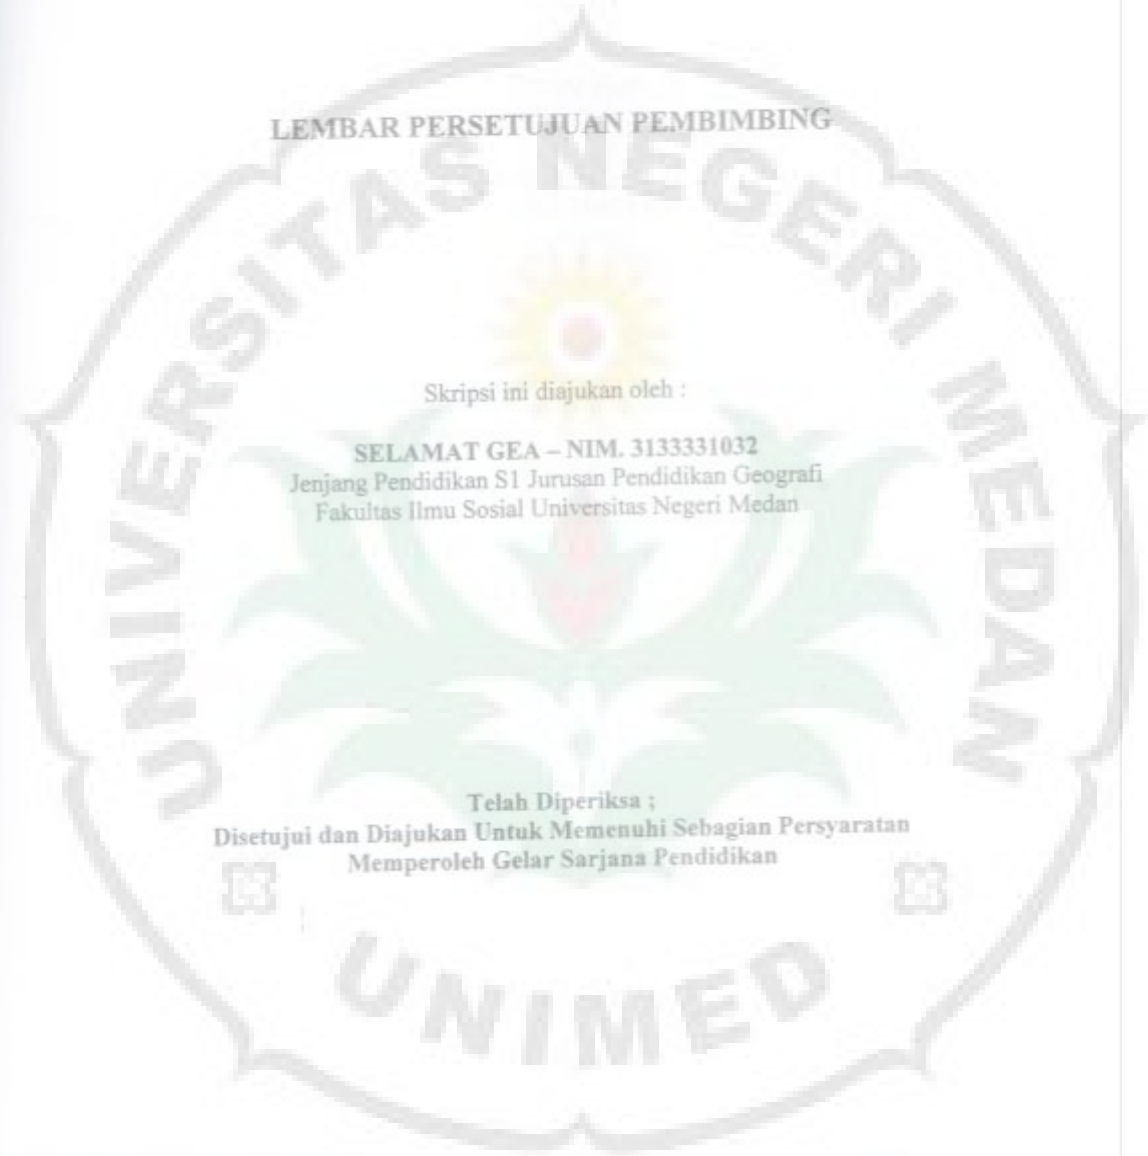 LEMBAR PERSETUJUAN PEMBIMBING
UNIVERSITAS NEGERI MEDAN
Skripsi ini diajukan oleh :
SELAMAT GEA – NIM. 3133331032
Jenjang Pendidikan S1 Jurusan Pendidikan Geografi
Fakultas Ilmu Sosial Universitas Negeri Medan
Telah Diperiksa ;
Disetujui dan Diajukan Untuk Memenuhi Sebagian Persyaratan
Memperoleh Gelar Sarjana Pendidikan
UNIMED